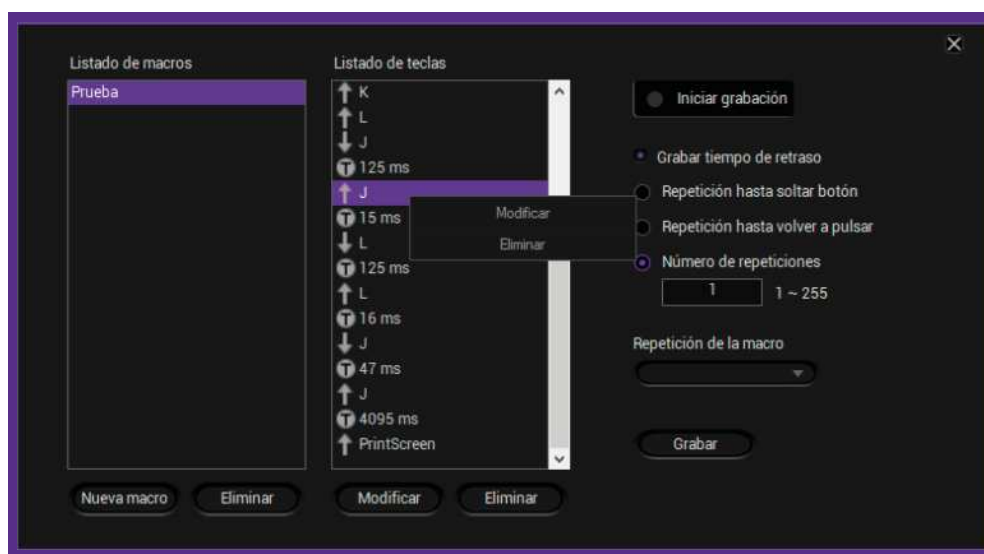 Listado de macros
Prueba
Nueva macro
Eliminar
Listado de teclas
K
L
J
125 ms
J
15 ms
L
125 ms
L
16 ms
J
47 ms
J
4095 ms
PrintScreen
Modificar
Eliminar
Modificar
Eliminar
Iniciar grabación
Grabar tiempo de retraso
Repetición hasta soltar botón
Repetición hasta volver a pulsar
Número de repeticiones
1 1 ~ 255
Repetición de la macro
Grabar